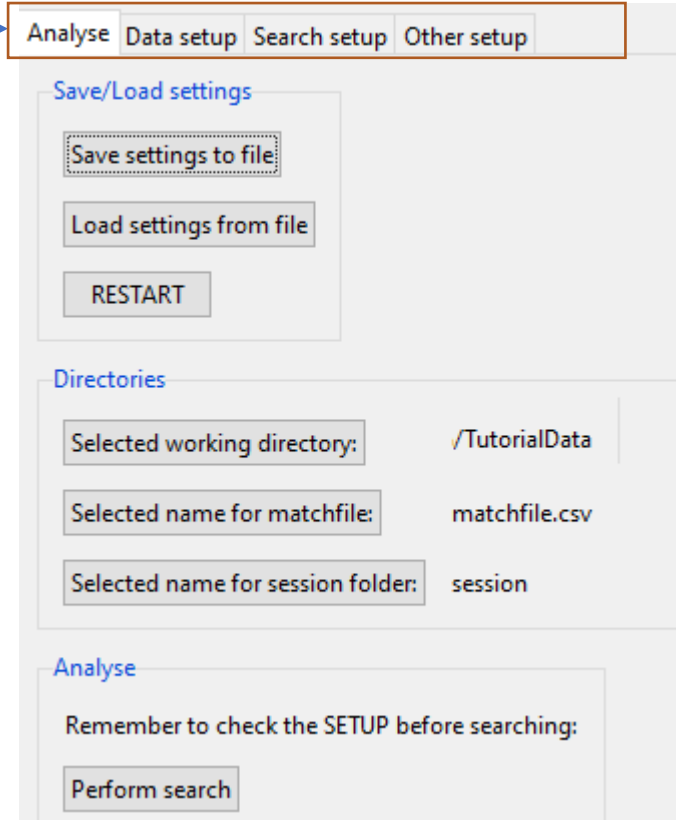 Analyse Data setup Search setup Other setup
Save/Load settings
Save settings to file
Load settings from file
RESTART
Directories
Selected working directory: /TutorialData
Selected name for matchfile: matchfile.csv
Selected name for session folder: session
Analyse
Remember to check the SETUP before searching:
Perform search